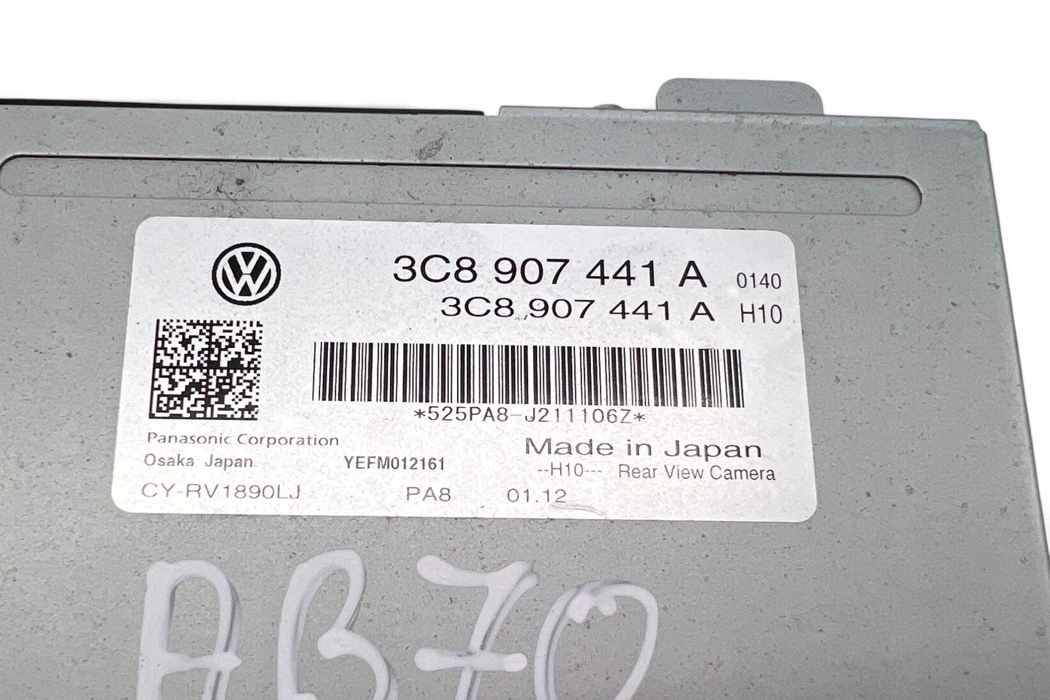 3C8 907 441 A 0140
3C8 907 441 A H10
*525PA8-J211106Z*
Panasonic Corporation
Made in Japan
Osaka Japan YEFM012161
--H10--- Rear View Camera
CY-RV1890LJ PA8 01.12
AB70